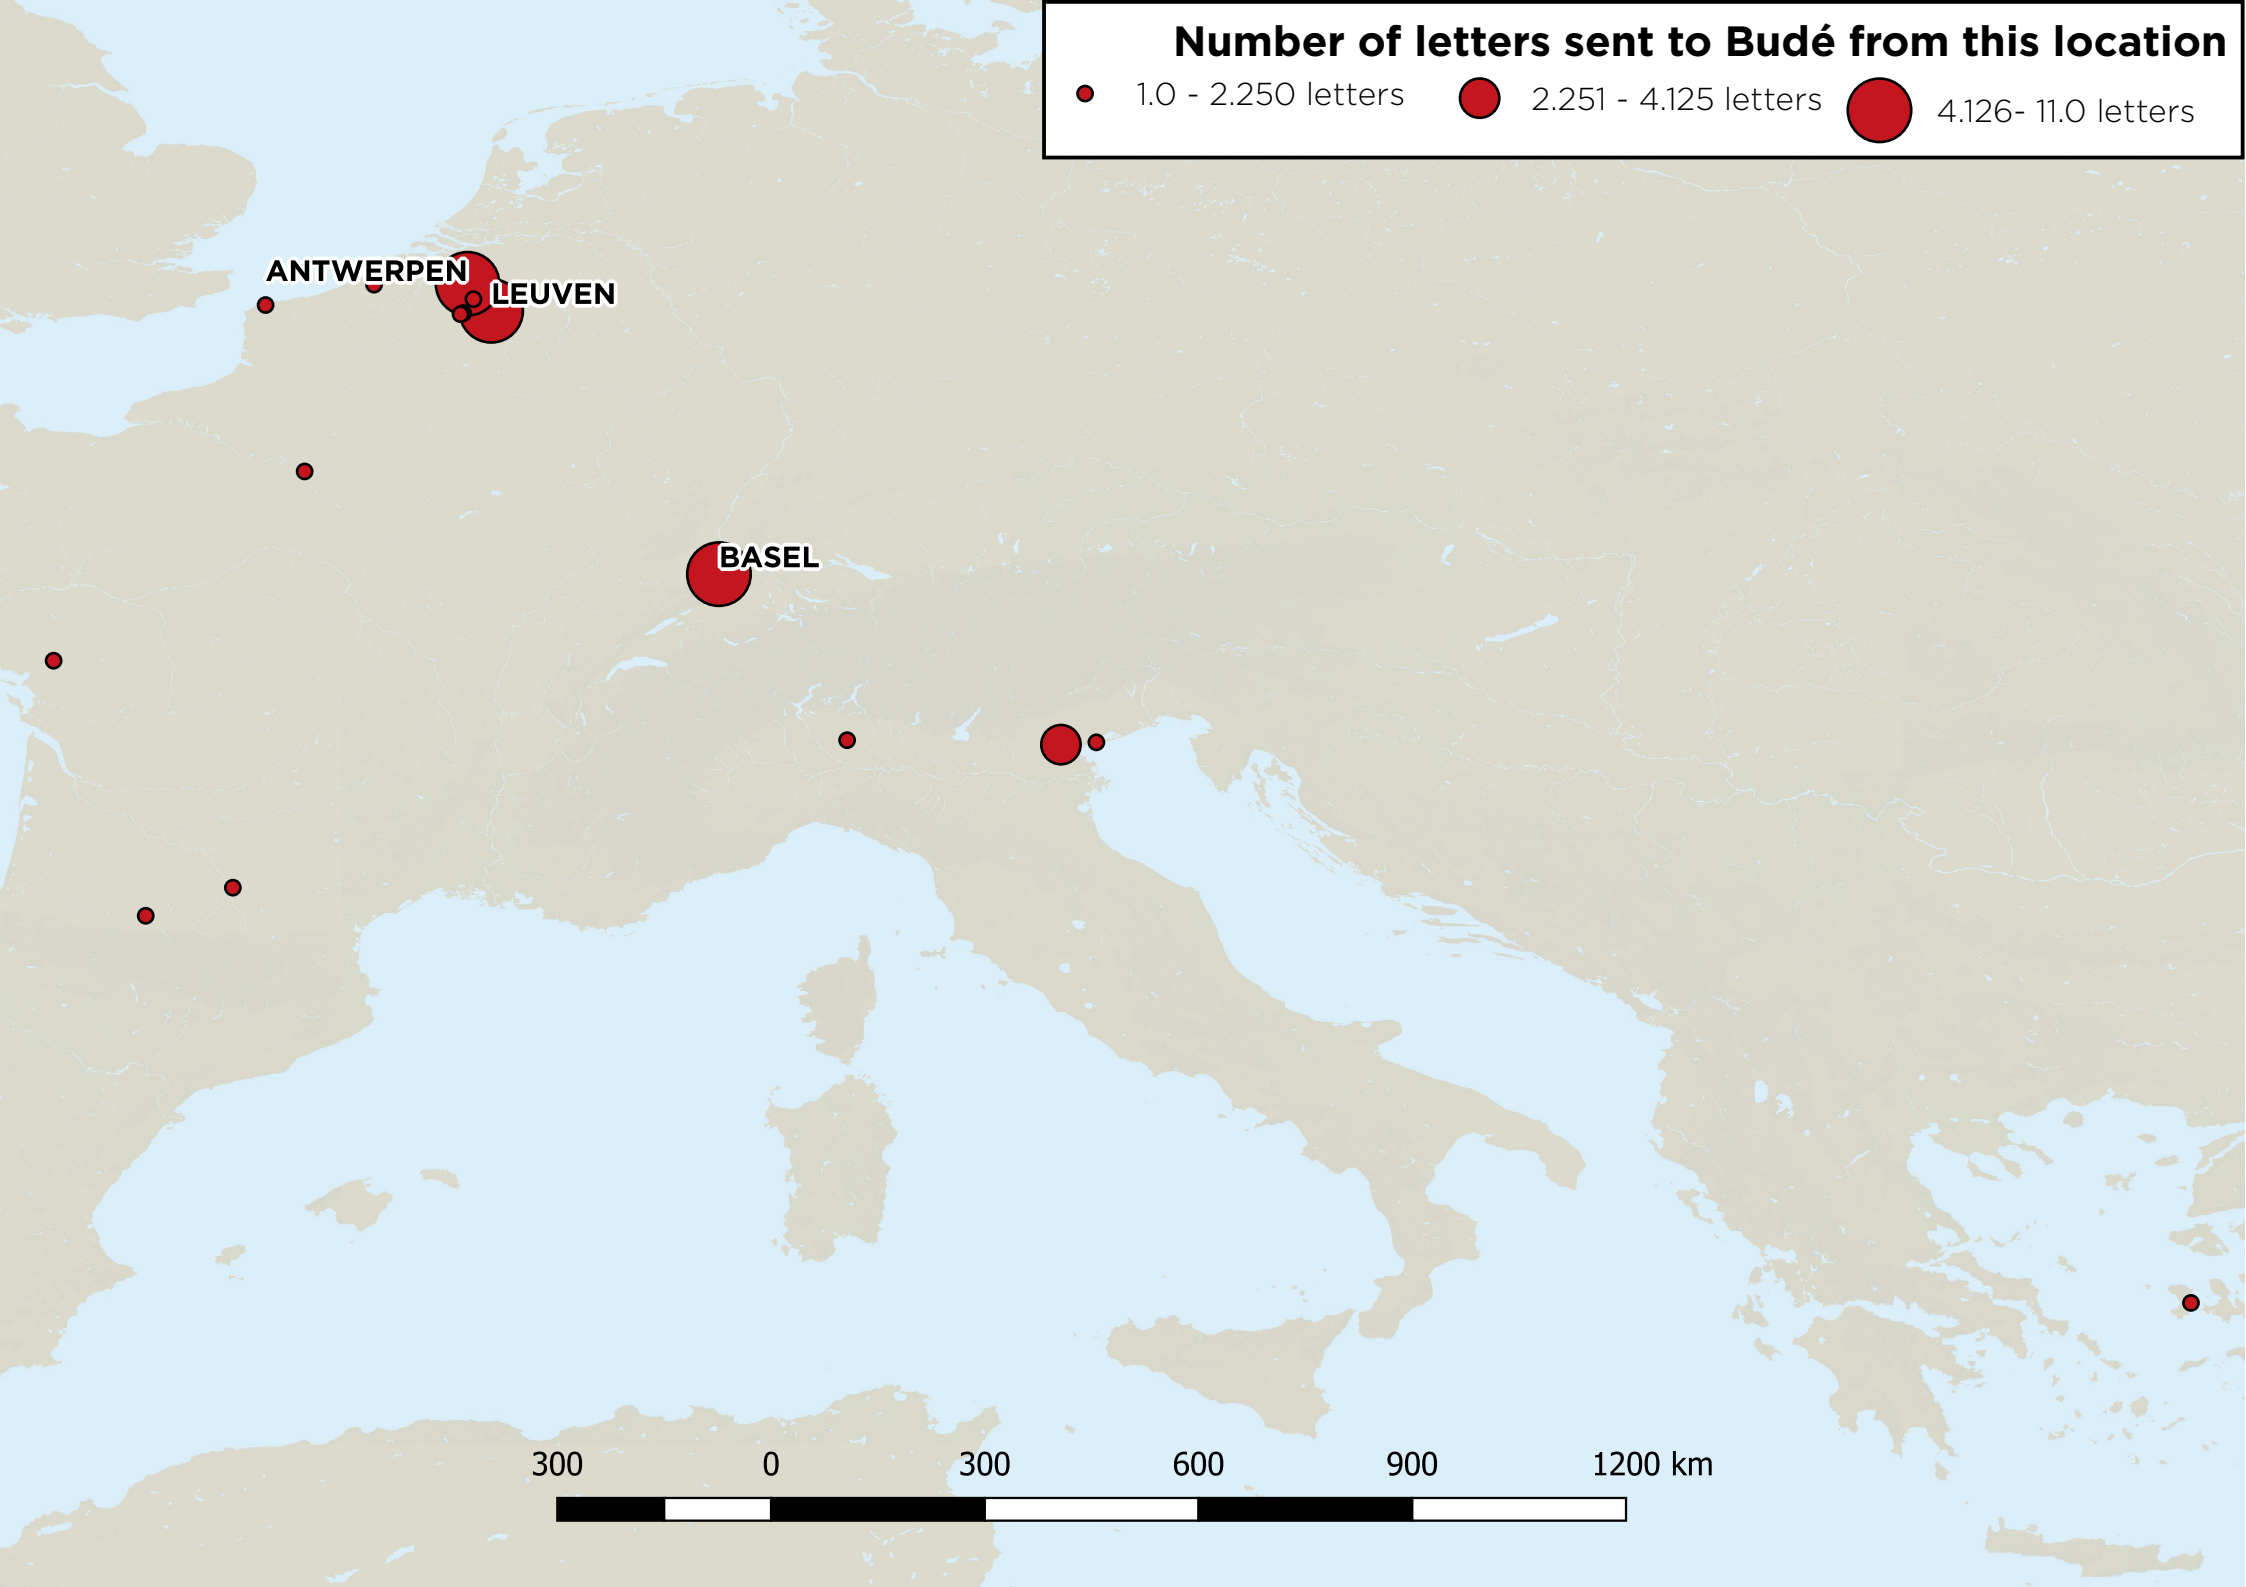 Number of letters sent to Budé from this location
1.0 - 2.250 letters
2.251 - 4.125 letters
4.126- 11.0 letters
ANTWERPEN
LEUVEN
BASEL
300 0 300 600 900 1200 km